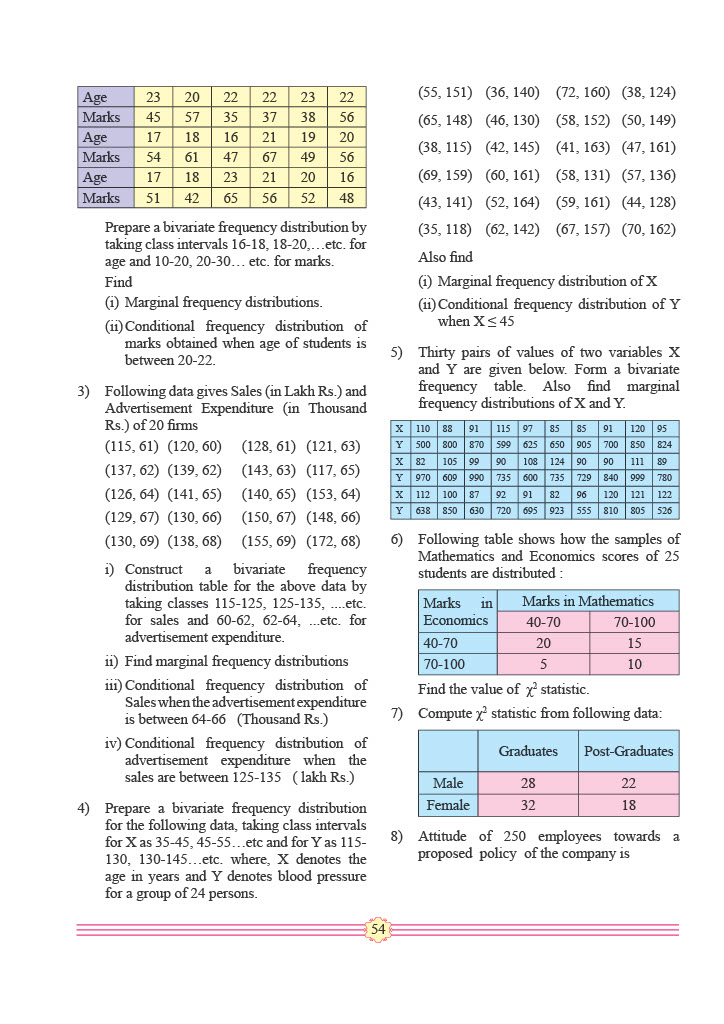 Age 23 20 22 22 23 22
Marks 45 57 35 37 38 56
Age 17 18 16 21 19 20
Marks 54 61 47 67 49 56
Age 17 18 23 21 20 16
Marks 51 42 65 56 52 48
Prepare a bivariate frequency distribution by
taking class intervals 16-18, 18-20,…etc. for
age and 10-20, 20-30… etc. for marks.
Find
(i) Marginal frequency distributions.
(ii) Conditional frequency distribution of
marks obtained when age of students is
between 20-22.
3) Following data gives Sales (in Lakh Rs.) and
Advertisement Expenditure (in Thousand
Rs.) of 20 firms
(115, 61) (120, 60) (128, 61) (121, 63)
(137, 62) (139, 62) (143, 63) (117, 65)
(126, 64) (141, 65) (140, 65) (153, 64)
(129, 67) (130, 66) (150, 67) (148, 66)
(130, 69) (138, 68) (155, 69) (172, 68)
i) Construct a bivariate frequency
distribution table for the above data by
taking classes 115-125, 125-135, ....etc.
for sales and 60-62, 62-64, ...etc. for
advertisement expenditure.
ii) Find marginal frequency distributions
iii) Conditional frequency distribution of
Sales when the advertisement expenditure
is between 64-66 (Thousand Rs.)
iv) Conditional frequency distribution of
advertisement expenditure when the
sales are between 125-135 ( lakh Rs.)
4) Prepare a bivariate frequency distribution
for the following data, taking class intervals
for X as 35-45, 45-55…etc and for Y as 115-
130, 130-145…etc. where, X denotes the
age in years and Y denotes blood pressure
for a group of 24 persons.
(55, 151) (36, 140) (72, 160) (38, 124)
(65, 148) (46, 130) (58, 152) (50, 149)
(38, 115) (42, 145) (41, 163) (47, 161)
(69, 159) (60, 161) (58, 131) (57, 136)
(43, 141) (52, 164) (59, 161) (44, 128)
(35, 118) (62, 142) (67, 157) (70, 162)
Also find
(i) Marginal frequency distribution of X
(ii) Conditional frequency distribution of Y
when X ≤ 45
5) Thirty pairs of values of two variables X
and Y are given below. Form a bivariate
frequency table. Also find marginal
frequency distributions of X and Y.
X 110 88 91 115 97 85 85 91 120 95
Y 500 800 870 599 625 650 905 700 850 824
X 82 105 99 90 108 124 90 90 111 89
Y 970 609 990 735 600 735 729 840 999 780
X 112 100 87 92 91 82 96 120 121 122
Y 638 850 630 720 695 923 555 810 805 526
6) Following table shows how the samples of
Mathematics and Economics scores of 25
students are distributed :
Marks in Marks in Mathematics
Economics 40-70 70-100
40-70 20 15
70-100 5 10
Find the value of χ² statistic.
7) Compute χ² statistic from following data:
Graduates Post-Graduates
Male 28 22
Female 32 18
8) Attitude of 250 employees towards a
proposed policy of the company is
54